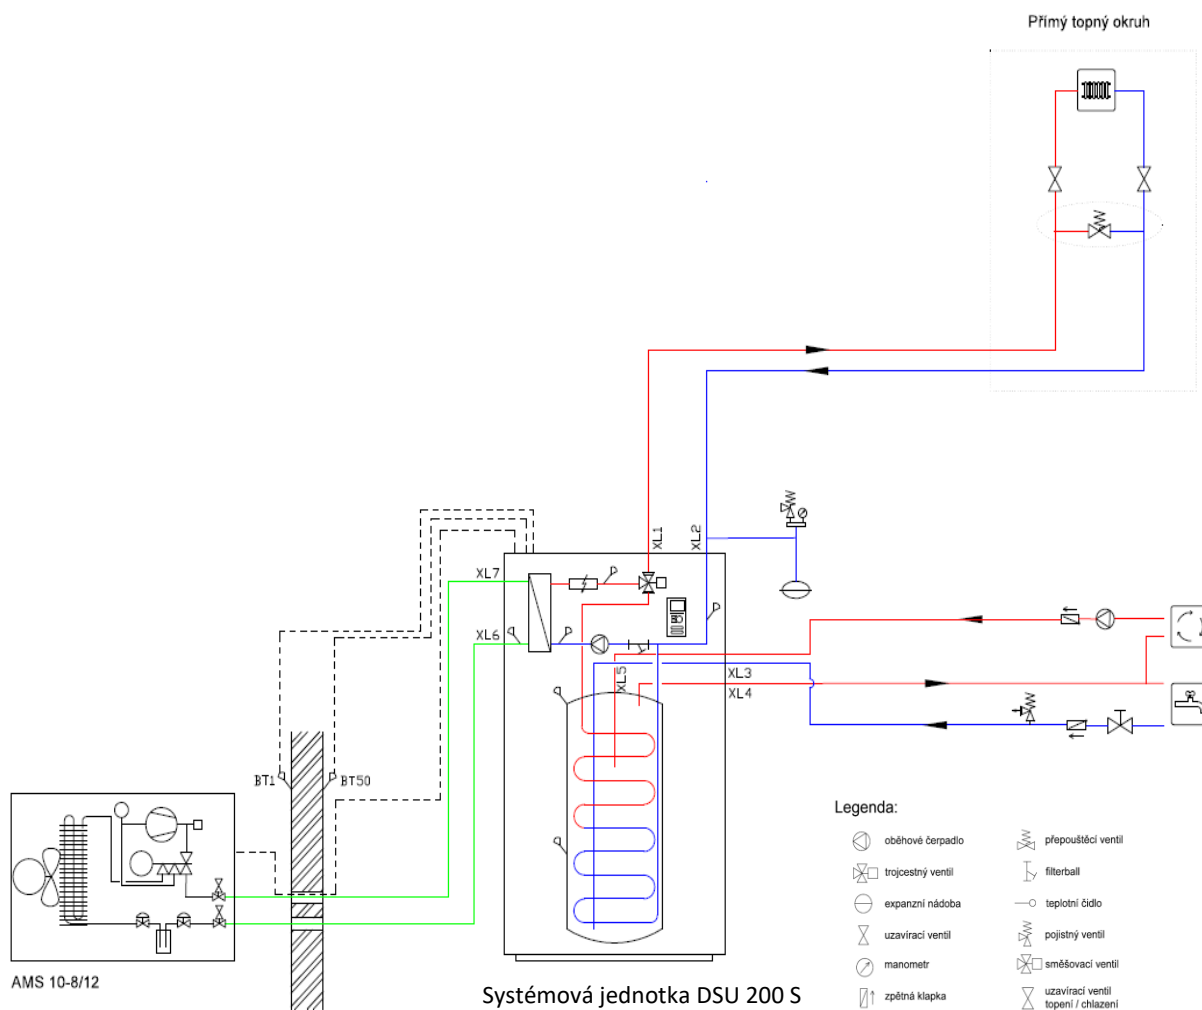 Přímý topný okruh
XL1
XL2
XL7
XL6
XL5
XL3
XL4
BT1
BT50
AMS 10-8/12
Systémová jednotka DSU 200 S
Legenda:
oběhové čerpadlo
trojcestný ventil
expanzní nádoba
uzavírací ventil
manometr
zpětná klapka
přepouštěcí ventil
filterball
teplotní čidlo
pojistný ventil
směšovací ventil
uzavírací ventil
topení / chlazení